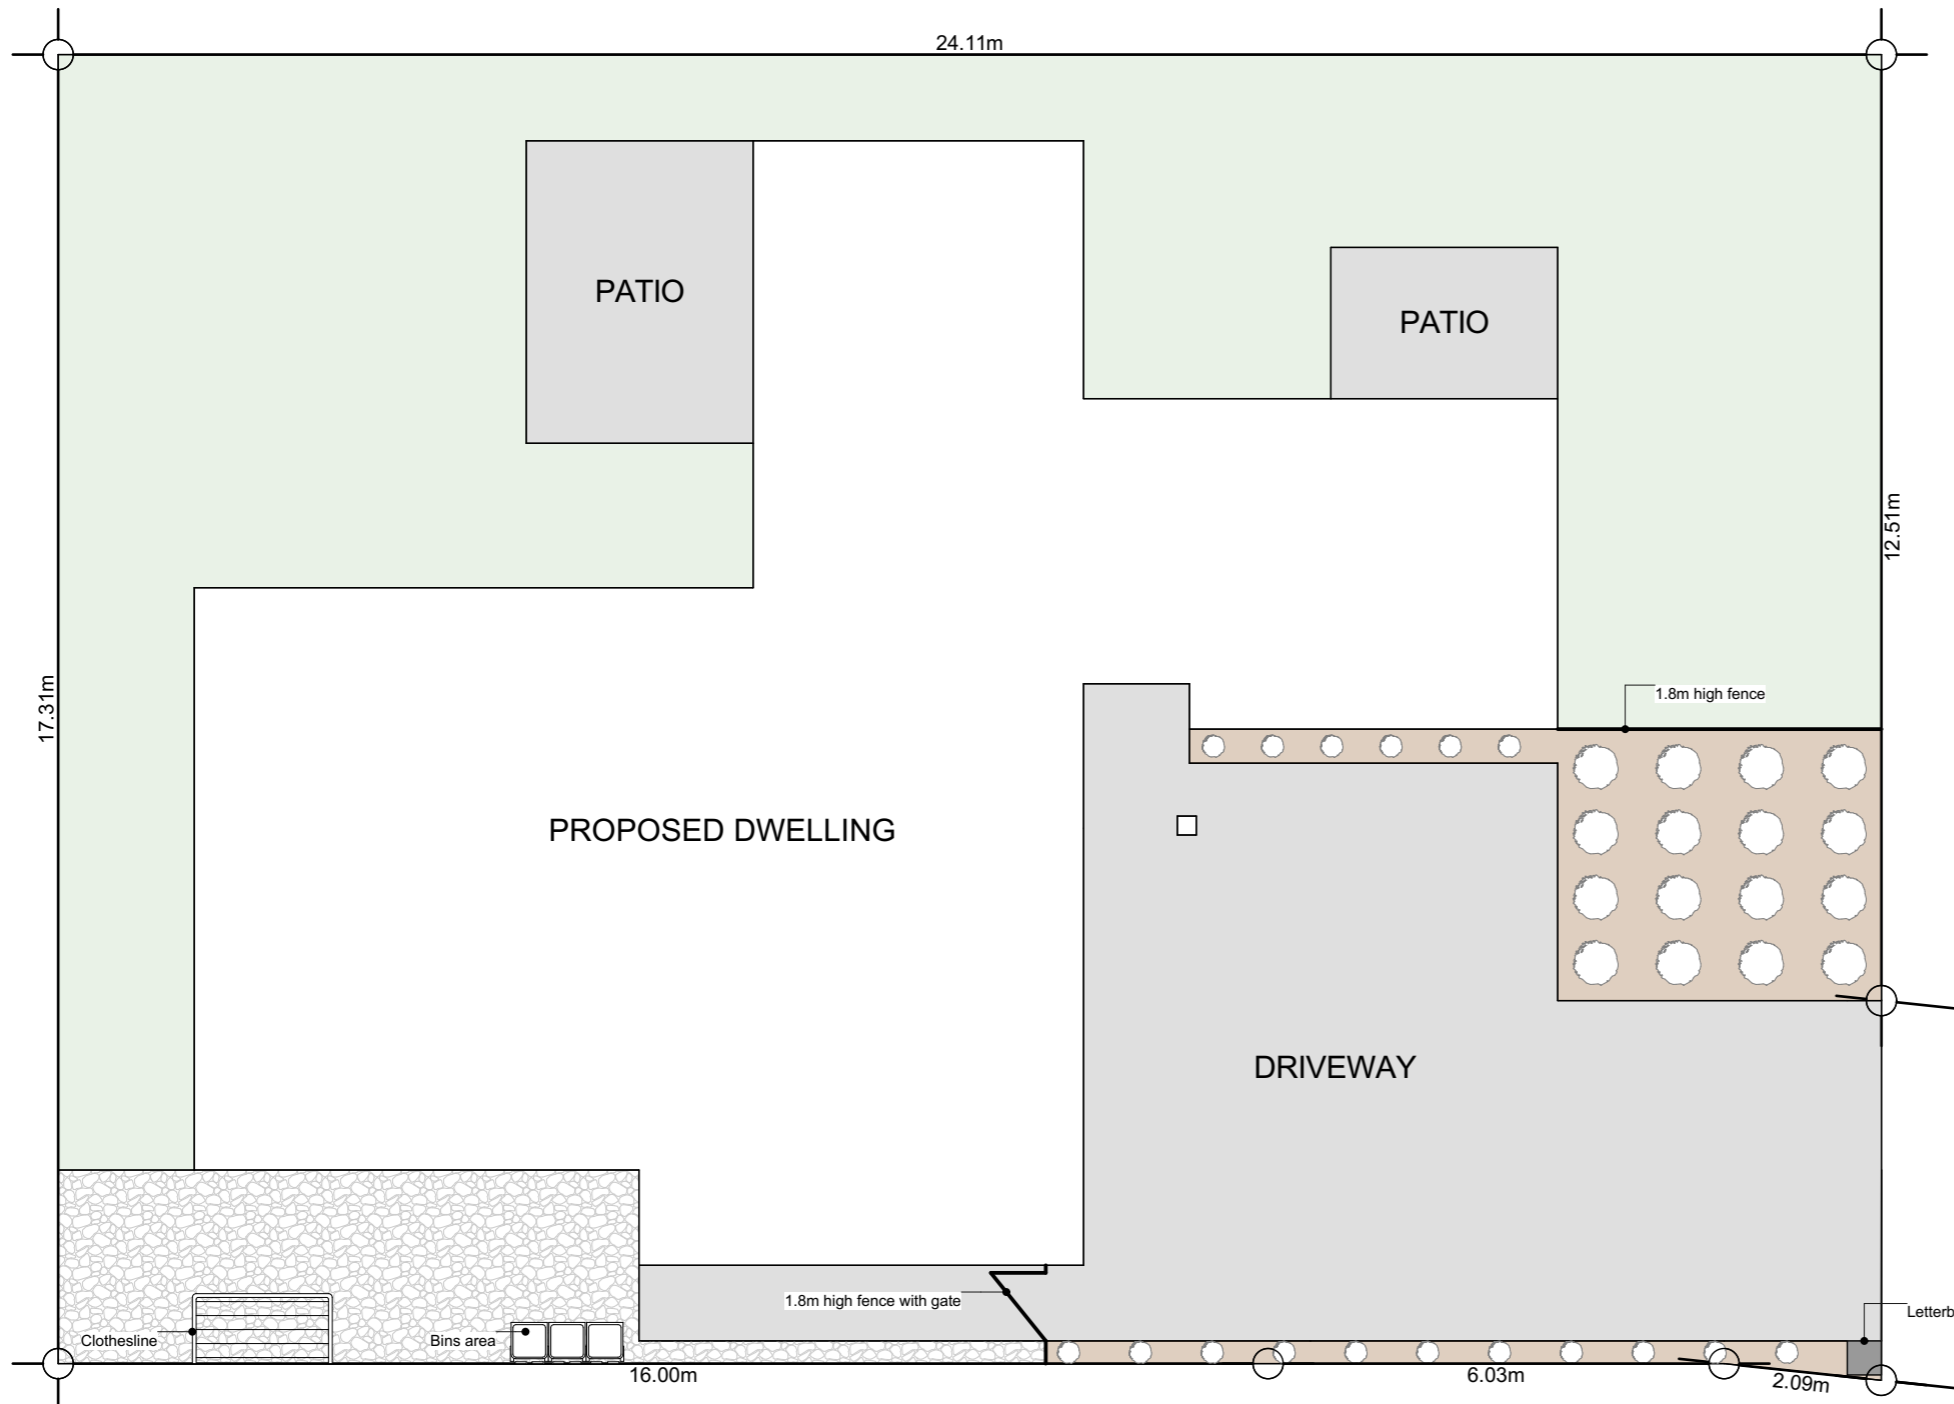 24.11m
PATIO
PATIO
12.51m
17.31m
1.8m high fence
PROPOSED DWELLING
DRIVEWAY
1.8m high fence with gate
Letterb
Clothesline
Bins area
16.00m
6.03m
2.09m